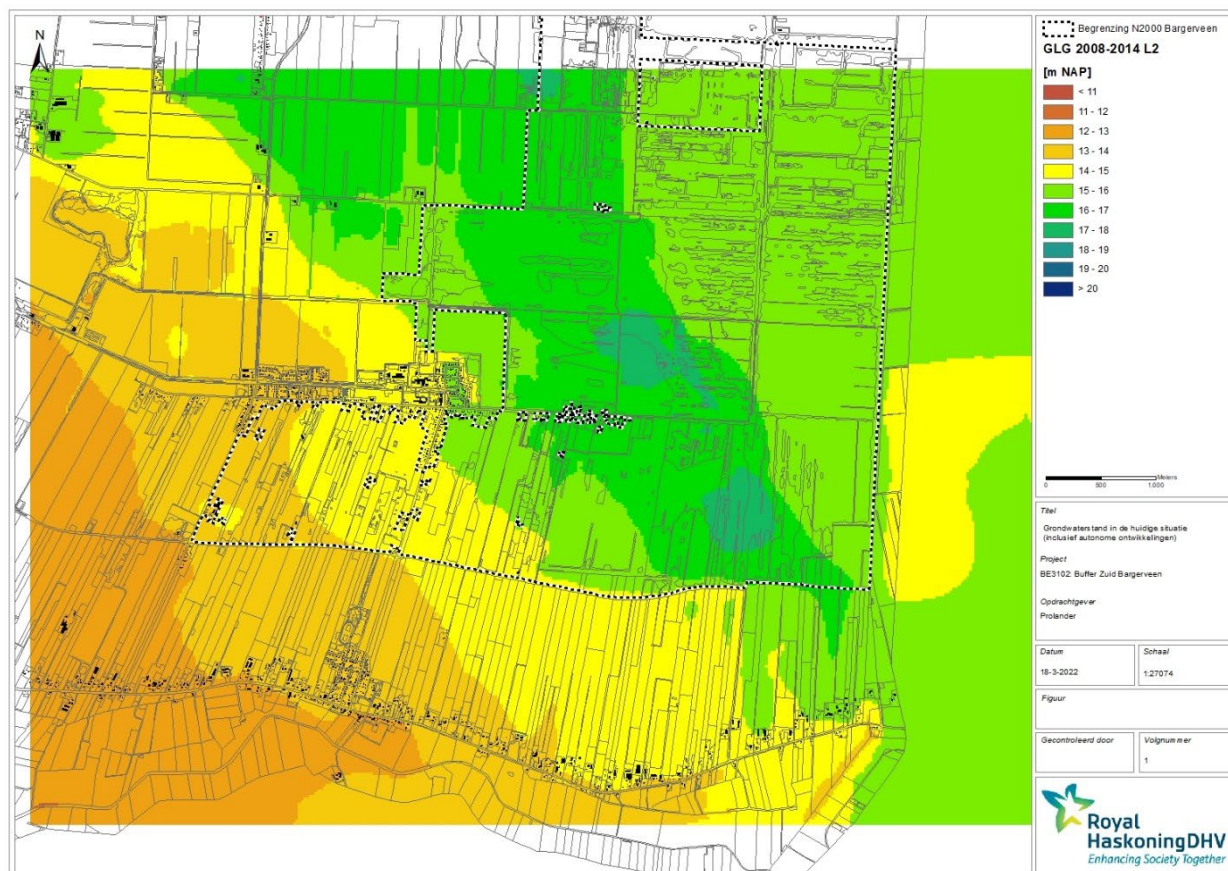 N
Begrenzing N2000 Bargerveen
GLG 2008-2014 L2
[m NAP]
< 11
11 - 12
12 - 13
13 - 14
14 - 15
15 - 16
16 - 17
17 - 18
18 - 19
19 - 20
> 20
Meters
0 500 1.000
Titel
Grondwaterstand in de huidige situatie
(inclusief autonome ontwikkelingen)
Project
BE3102: Buffer Zuid Bargerveen
Opdrachtgever
Prolander
Datum Schaal
18-3-2022 1:27074
Figuur
Gecontroleerd door Volgnummer
1
Royal
HaskoningDHV
Enhancing Society Together